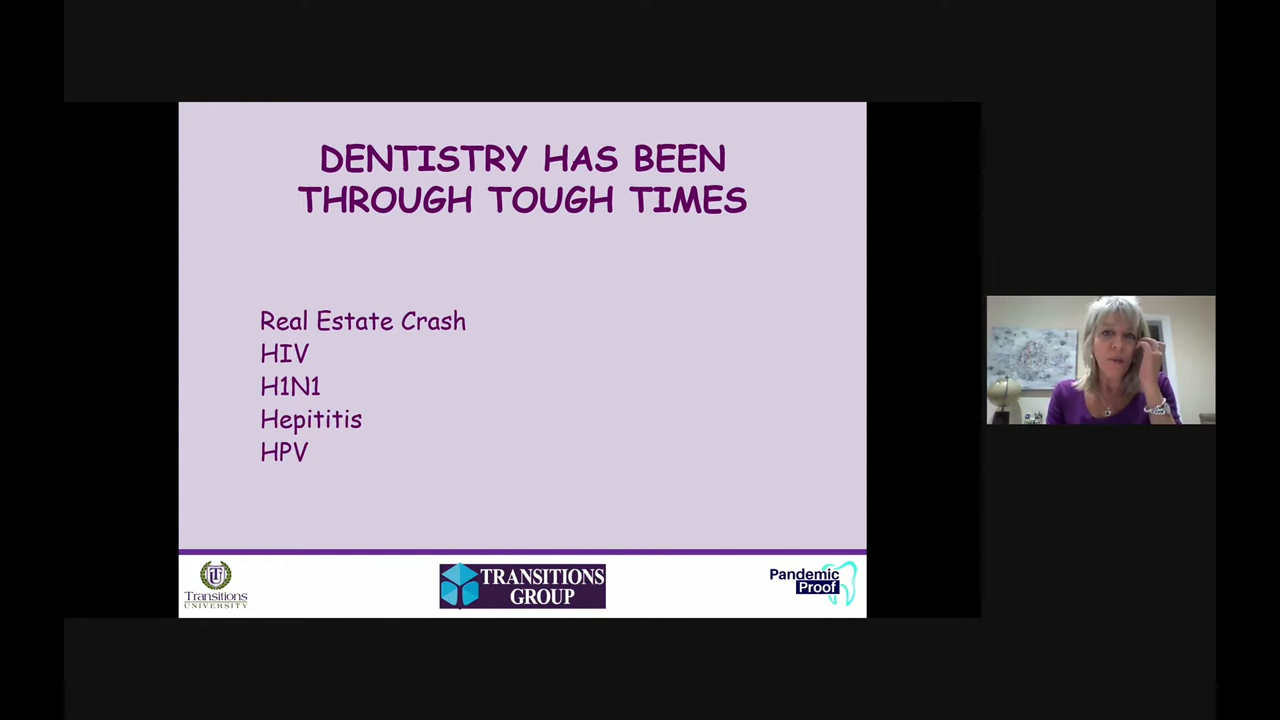 DENTISTRY HAS BEEN
THROUGH TOUGH TIMES
Real Estate Crash
HIV
H1N1
Hepititis
HPV
Transitions
UNIVERSITY
TRANSITIONS
GROUP
Pandemic
Proof